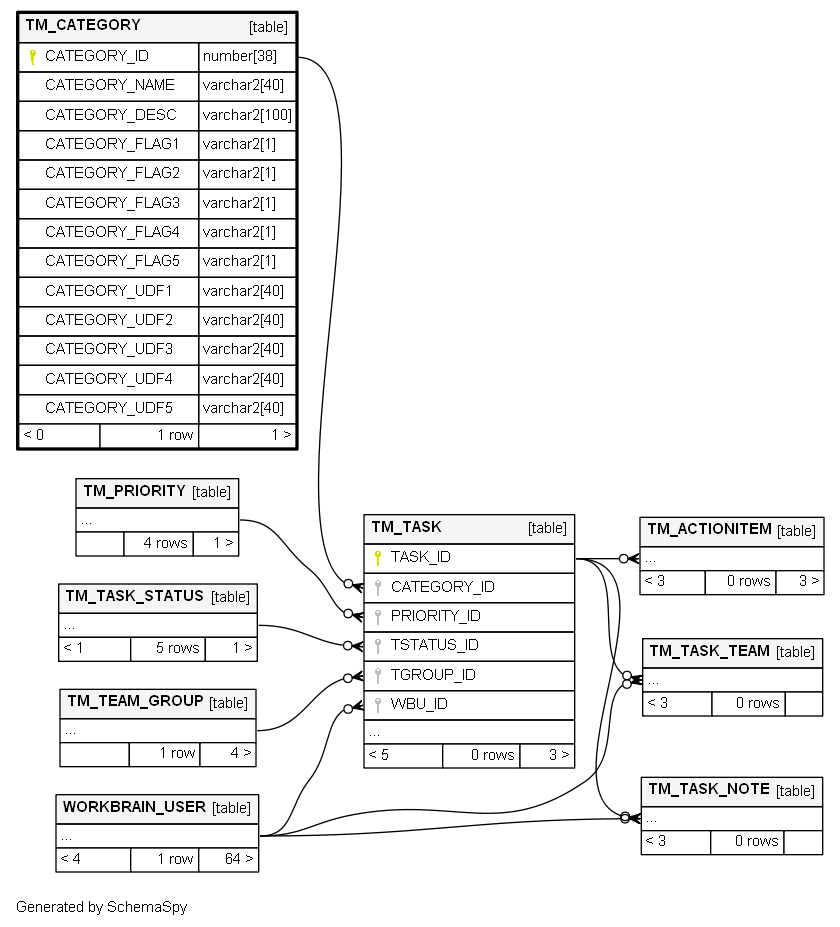 TM_CATEGORY [table]
CATEGORY_ID number[38]
CATEGORY_NAME varchar2[40]
CATEGORY_DESC varchar2[100]
CATEGORY_FLAG1 varchar2[1]
CATEGORY_FLAG2 varchar2[1]
CATEGORY_FLAG3 varchar2[1]
CATEGORY_FLAG4 varchar2[1]
CATEGORY_FLAG5 varchar2[1]
CATEGORY_UDF1 varchar2[40]
CATEGORY_UDF2 varchar2[40]
CATEGORY_UDF3 varchar2[40]
CATEGORY_UDF4 varchar2[40]
CATEGORY_UDF5 varchar2[40]
< 0 1 row 1 >
TM_PRIORITY [table]
...
4 rows 1 >
TM_TASK_STATUS [table]
...
< 1 5 rows 1 >
TM_TEAM_GROUP [table]
...
1 row 4 >
WORKBRAIN_USER [table]
...
< 4 1 row 64 >
TM_TASK [table]
TASK_ID
CATEGORY_ID
PRIORITY_ID
TSTATUS_ID
TGROUP_ID
WBU_ID
...
< 5 0 rows 3 >
TM_ACTIONITEM [table]
...
< 3 0 rows 3 >
TM_TASK_TEAM [table]
...
< 3 0 rows
TM_TASK_NOTE [table]
...
< 3 0 rows
Generated by SchemaSpy